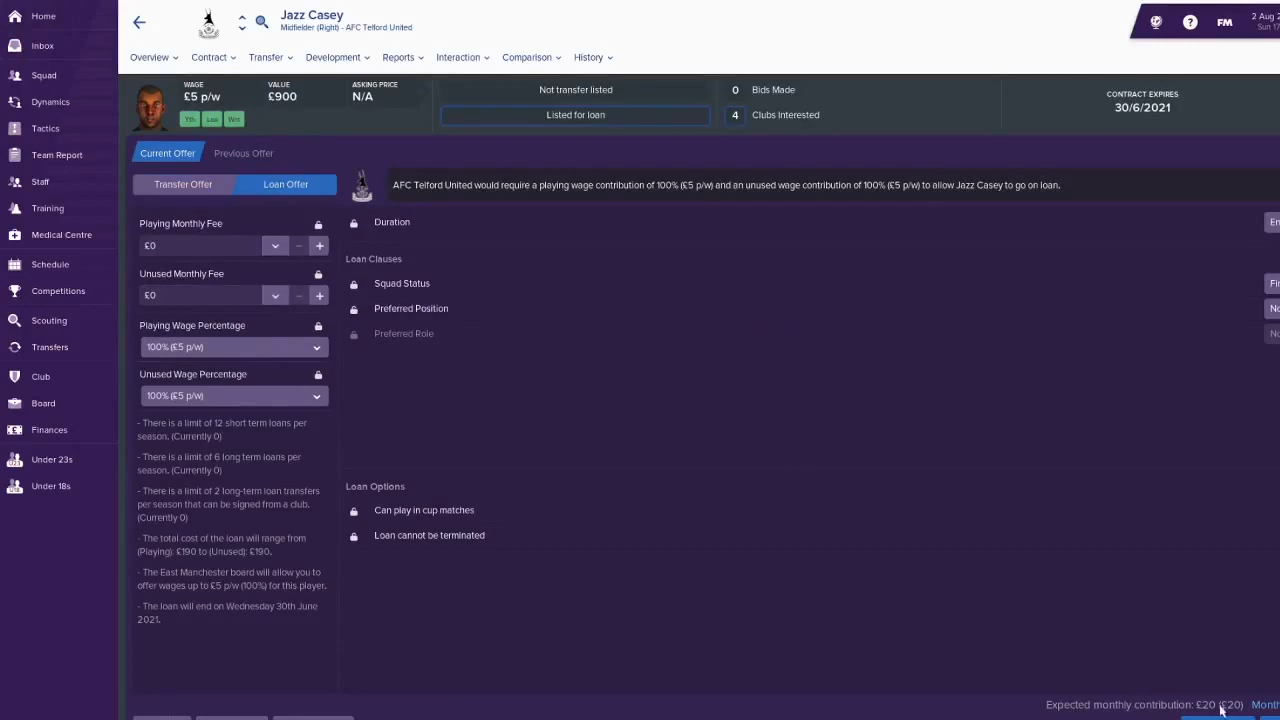 Home
Inbox
Squad
Dynamics
Tactics
Team Report
Staff
Training
Medical Centre
Schedule
Competitions
Scouting
Transfers
Club
Board
Finances
Under 23s
Under 18s
Jazz Casey
Midfielder (Right) - AFC Telford United
FM
2 Aug 2
Sun 17
Overview
Contract
Transfer
Development
Reports
Interaction
Comparison
History
WAGE
£5 p/w
VALUE
£900
ASKING PRICE
N/A
Yth Loa Wnt
Not transfer listed
Listed for loan
0 Bids Made
4 Clubs Interested
CONTRACT EXPIRES
30/6/2021
Current Offer
Previous Offer
Transfer Offer
Loan Offer
AFC Telford United would require a playing wage contribution of 100% (£5 p/w) and an unused wage contribution of 100% (£5 p/w) to allow Jazz Casey to go on loan.
Playing Monthly Fee
£0
Unused Monthly Fee
£0
Playing Wage Percentage
100% (£5 p/w)
Unused Wage Percentage
100% (£5 p/w)
- There is a limit of 12 short term loans per
season. (Currently 0)
- There is a limit of 6 long term loans per
season. (Currently 0)
- There is a limit of 2 long-term loan transfers
per season that can be signed from a club.
(Currently 0)
- The total cost of the loan will range from
(Playing): £190 to (Unused): £190.
- The East Manchester board will allow you to
offer wages up to £5 p/w (100%) for this player.
- The loan will end on Wednesday 30th June
2021.
Duration
En
Loan Clauses
Squad Status
Fir
Preferred Position
No
Preferred Role
No
Loan Options
Can play in cup matches
Loan cannot be terminated
Expected monthly contribution: £20 (£20)
Month